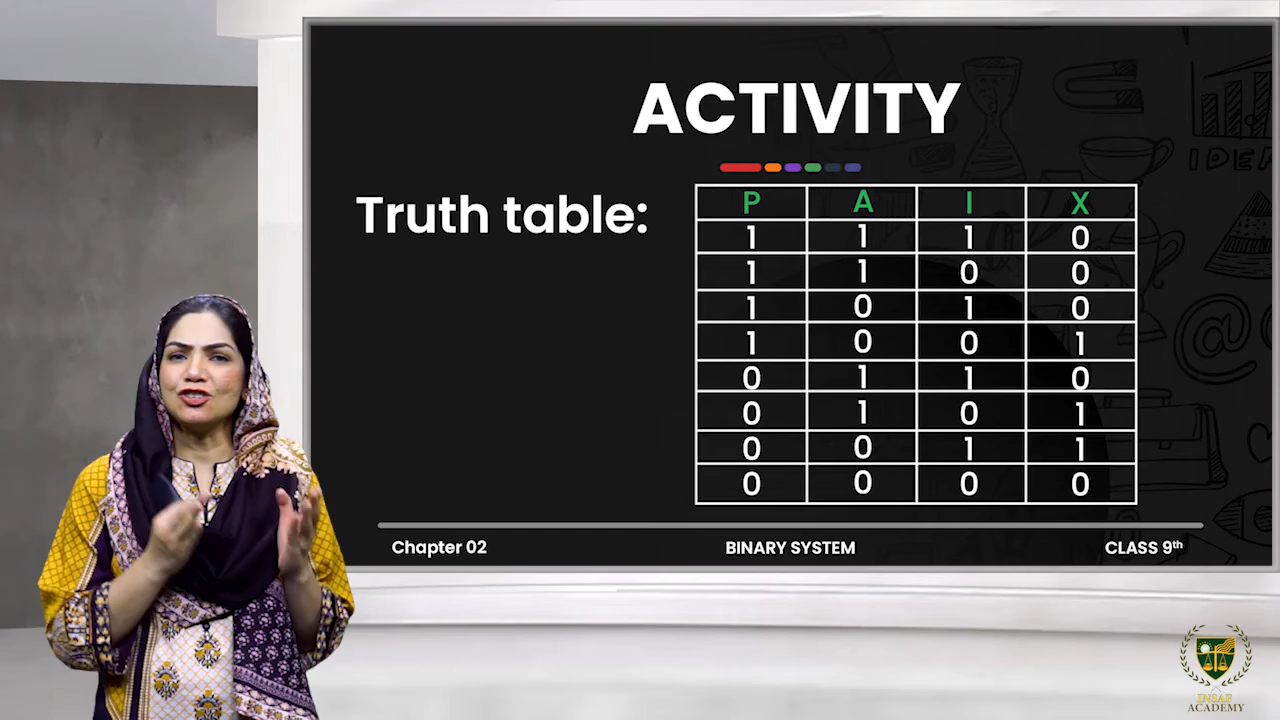 ACTIVITY
Truth table:
P A I X
1 1 1 0
1 1 0 0
1 0 1 0
1 0 0 1
0 1 1 0
0 1 0 1
0 0 1 1
0 0 0 0
Chapter 02 BINARY SYSTEM CLASS 9th
IDEA
@
INSAF
ACADEMY